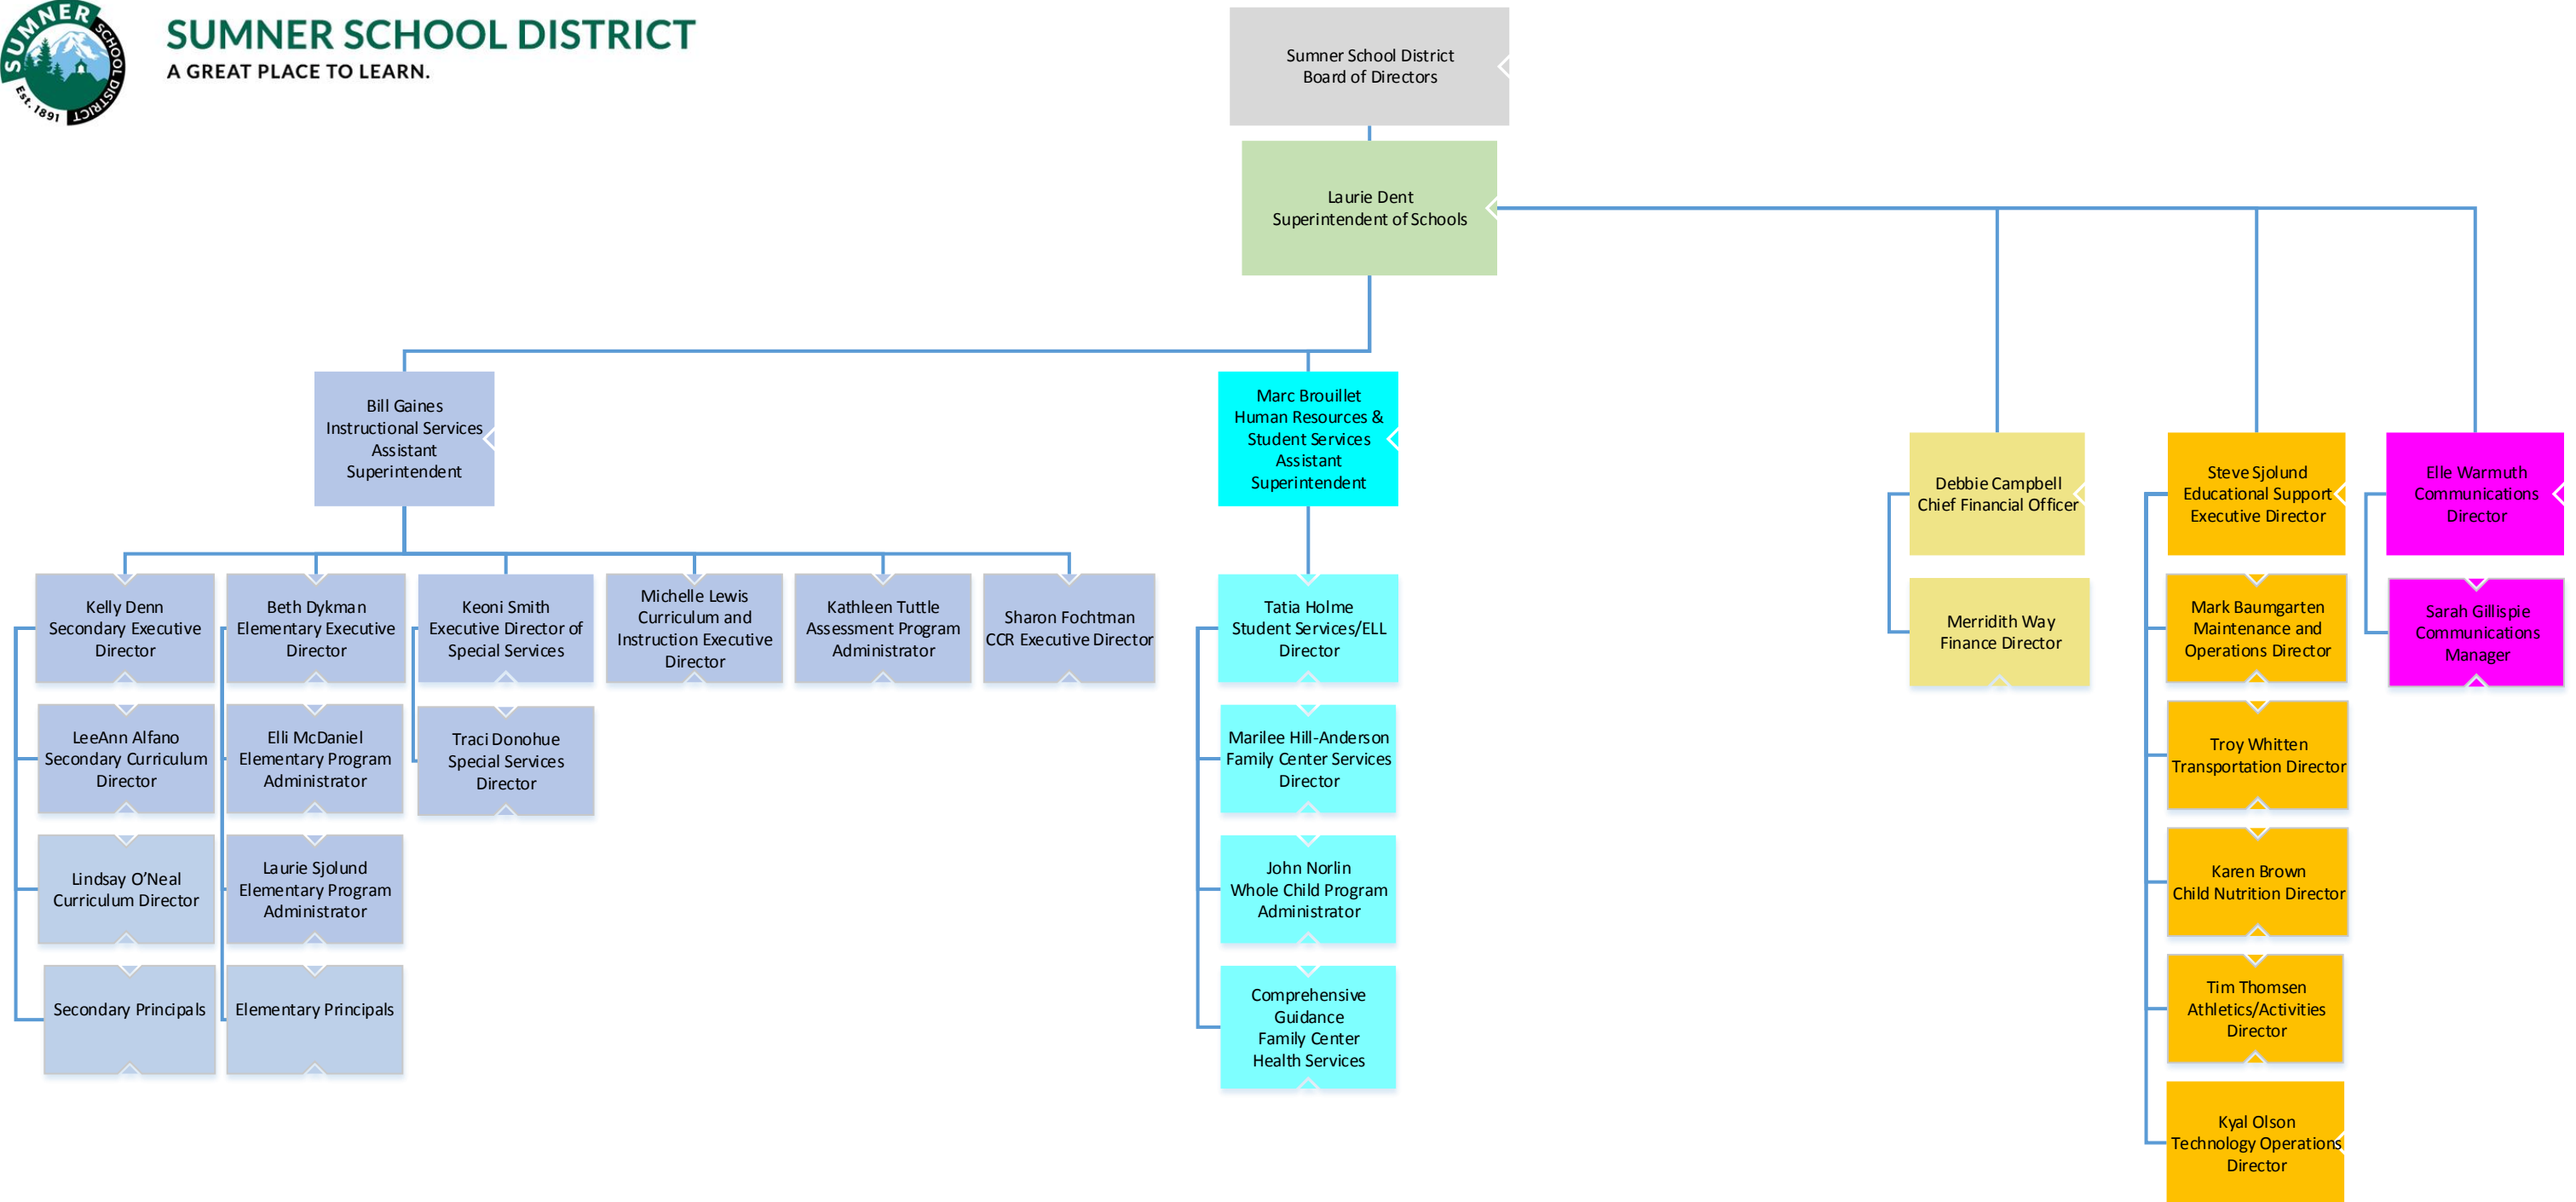 SUMNER
SCHOOL DISTRICT
Est. 1891
SUMNER SCHOOL DISTRICT
A GREAT PLACE TO LEARN.
Sumner School District
Board of Directors
Laurie Dent
Superintendent of Schools
Bill Gaines
Instructional Services
Assistant
Superintendent
Marc Brouillet
Human Resources &
Student Services
Assistant
Superintendent
Debbie Campbell
Chief Financial Officer
Steve Sjolund
Educational Support
Executive Director
Elle Warmuth
Communications
Director
Kelly Denn
Secondary Executive
Director
Beth Dykman
Elementary Executive
Director
Keoni Smith
Executive Director of
Special Services
Michelle Lewis
Curriculum and
Instruction Executive
Director
Kathleen Tuttle
Assessment Program
Administrator
Sharon Fochtman
CCR Executive Director
Tatia Holme
Student Services/ELL
Director
Merridith Way
Finance Director
Mark Baumgarten
Maintenance and
Operations Director
Sarah Gillispie
Communications
Manager
LeeAnn Alfano
Secondary Curriculum
Director
Elli McDaniel
Elementary Program
Administrator
Traci Donohue
Special Services
Director
Marilee Hill-Anderson
Family Center Services
Director
Troy Whitten
Transportation Director
Lindsay O’Neal
Curriculum Director
Laurie Sjolund
Elementary Program
Administrator
John Norlin
Whole Child Program
Administrator
Karen Brown
Child Nutrition Director
Secondary Principals
Elementary Principals
Comprehensive
Guidance
Family Center
Health Services
Tim Thomsen
Athletics/Activities
Director
Kyal Olson
Technology Operations
Director